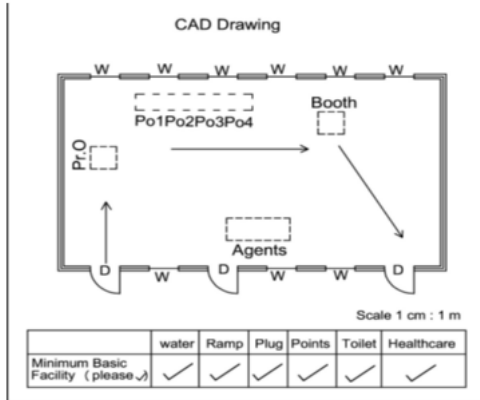 CAD Drawing
W W W W W W
Po1Po2Po3Po4
Booth
Pr.O
Agents
D W D W W D
Scale 1 cm : 1 m
water Ramp Plug Points Toilet Healthcare
Minimum Basic
Facility (please ✓)
✓ ✓ ✓ ✓ ✓ ✓